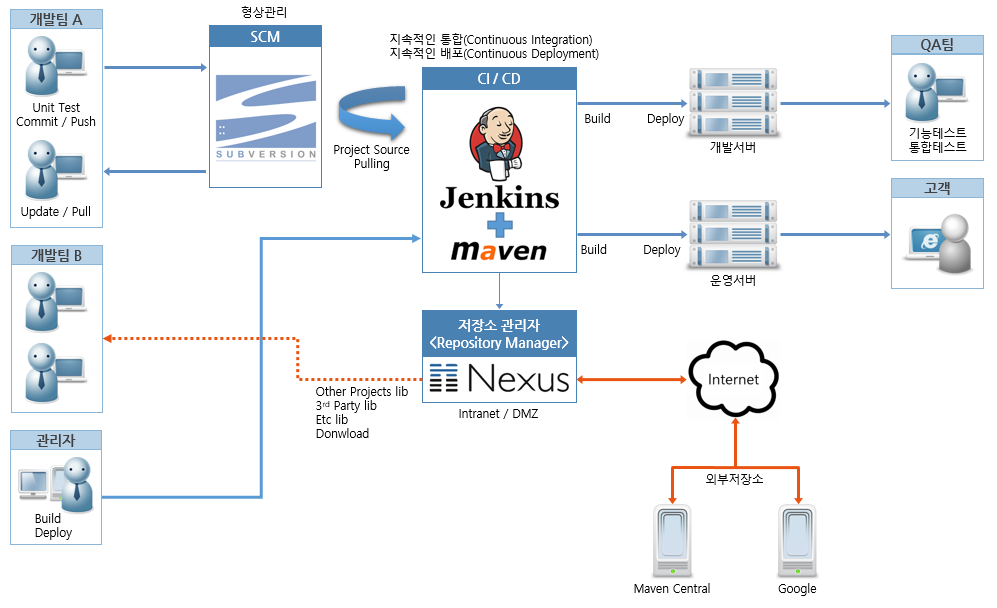 개발팀 A
Unit Test
Commit / Push
Update / Pull
형상관리
SCM
SUBVERSION
Project Source
Pulling
지속적인 통합(Continuous Integration)
지속적인 배포(Continuous Deployment)
CI / CD
Jenkins
maven
Build
Deploy
개발서버
QA팀
기능테스트
통합테스트
Build
Deploy
운영서버
고객
개발팀 B
저장소 관리자
<Repository Manager>
Nexus
Intranet / DMZ
Other Projects lib
3rd Party lib
Etc lib
Donwload
Internet
관리자
Build
Deploy
외부저장소
Maven Central
Google